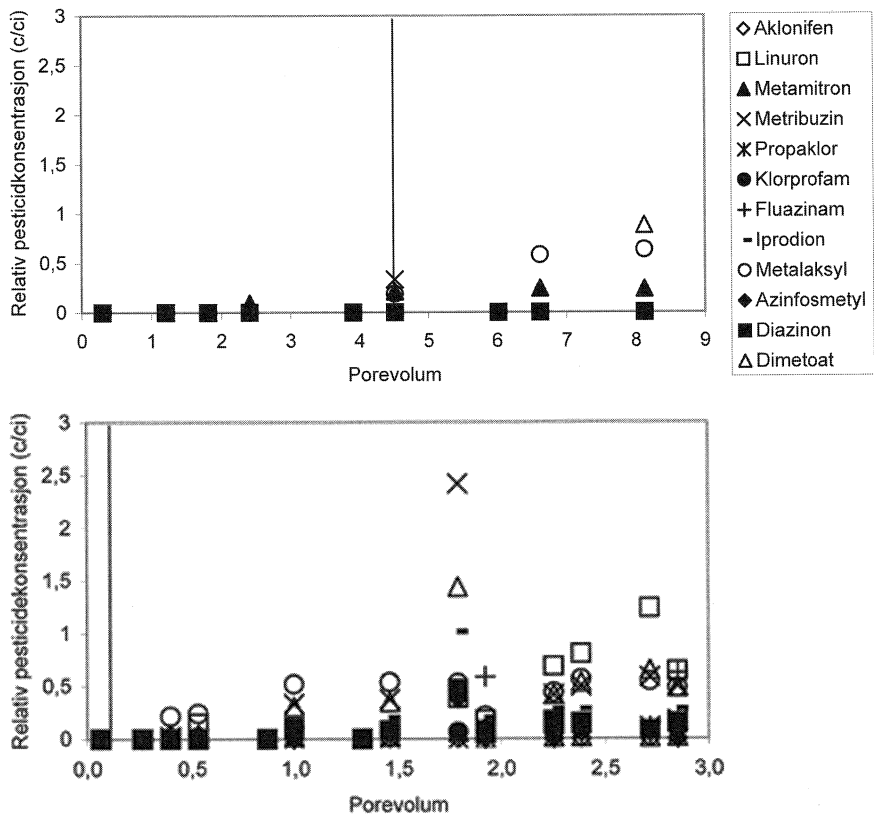 Relativ pesticidkonsentrasjon (c/ci)
3
2,5
2
1,5
1
0,5
0
0 1 2 3 4 5 6 7 8 9
Porevolum
Aklonifen
Linuron
Metamitron
Metribuzin
Propaklor
Klorprofam
Fluazinam
Iprodion
Metalaksyl
Azinfosmetyl
Diazinon
Dimetoat
Relativ pesticidekonsentrasjon (c/ci)
3
2,5
2
1,5
1
0,5
0
0,0 0,5 1,0 1,5 2,0 2,5 3,0
Porevolum